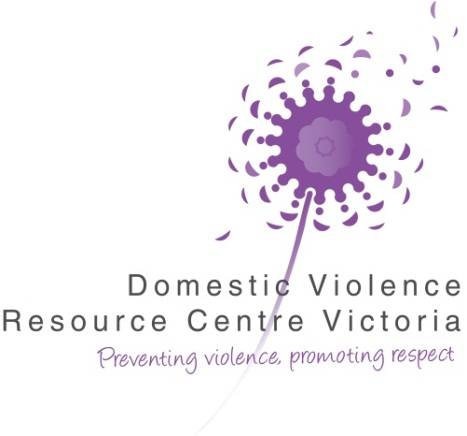 Domestic Violence
Resource Centre Victoria
Preventing violence, promoting respect